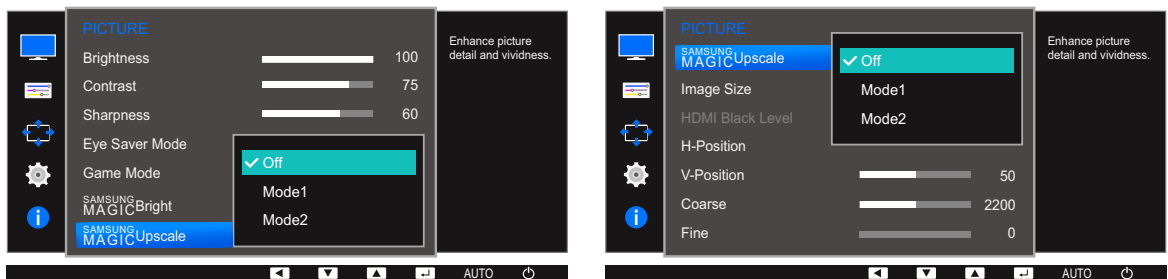 PICTURE
Brightness 100
Contrast 75
Sharpness 60
Eye Saver Mode
Game Mode
SAMSUNG
MAGICBright
SAMSUNG
MAGICUpscale
Off
Mode1
Mode2
Enhance picture
detail and vividness.
AUTO
PICTURE
SAMSUNG
MAGICUpscale
Image Size
HDMI Black Level
H-Position
V-Position 50
Coarse 2200
Fine 0
Off
Mode1
Mode2
Enhance picture
detail and vividness.
AUTO